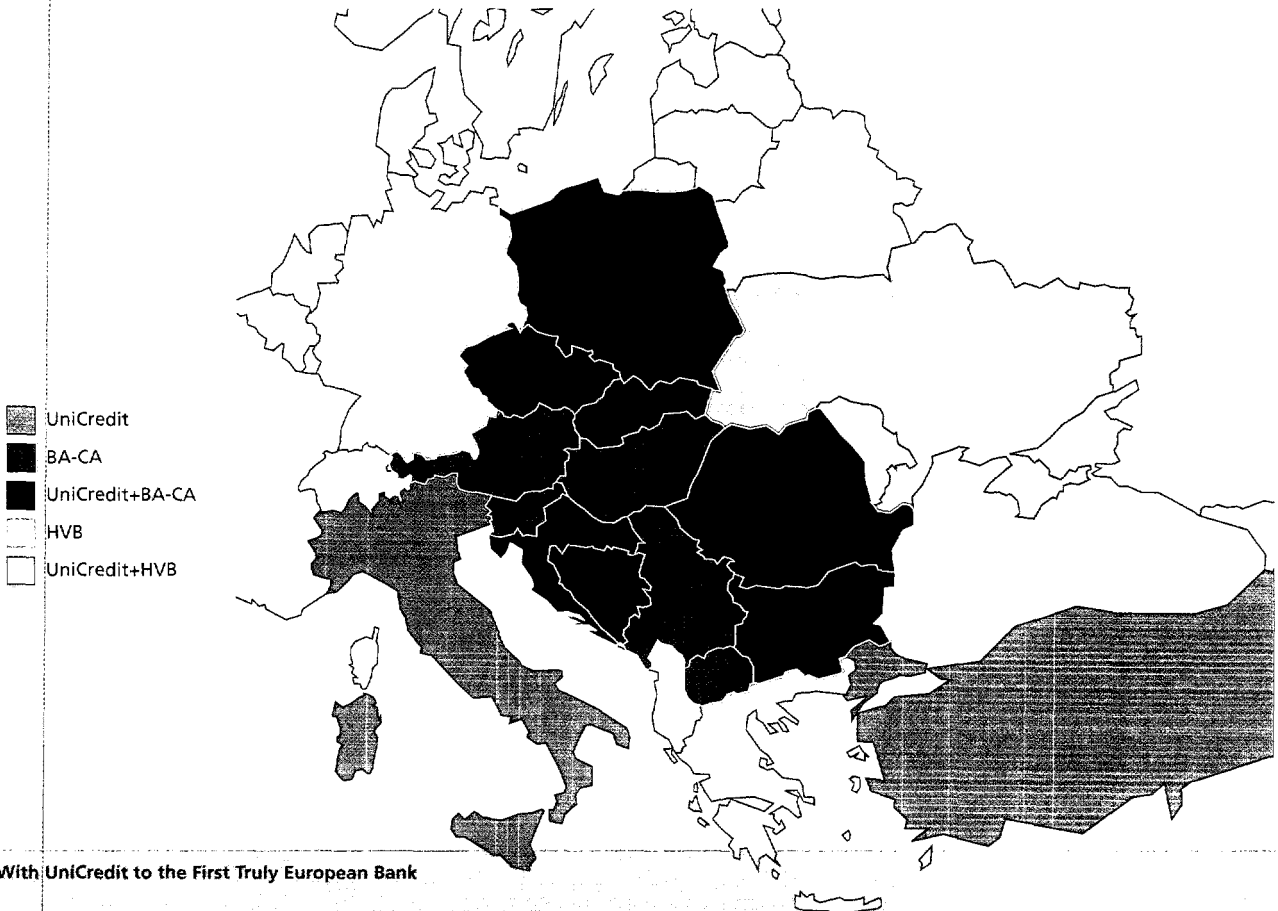 UniCredit
BA-CA
UniCredit+BA-CA
HVB
UniCredit+HVB
With UniCredit to the First Truly European Bank